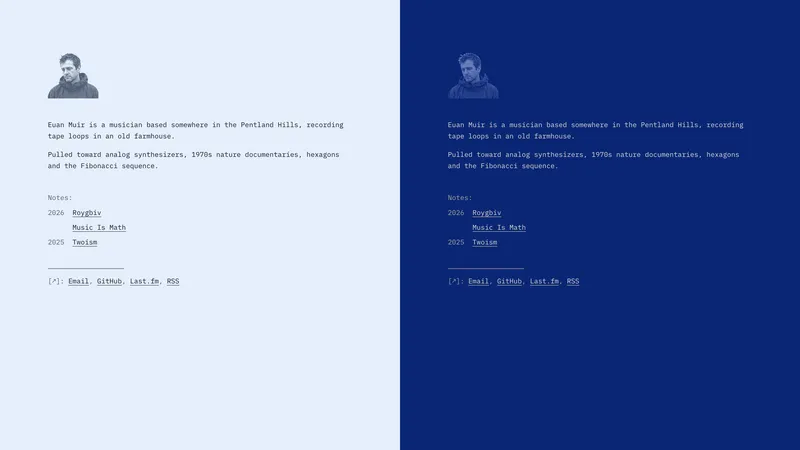 Euan Muir is a musician based somewhere in the Pentland Hills, recording
tape loops in an old farmhouse.
Pulled toward analog synthesizers, 1970s nature documentaries, hexagons
and the Fibonacci sequence.
Notes:
2026 Roygbiv
Music Is Math
2025 Twoism
[↗]: Email, GitHub, Last.fm, RSS
Euan Muir is a musician based somewhere in the Pentland Hills, recording
tape loops in an old farmhouse.
Pulled toward analog synthesizers, 1970s nature documentaries, hexagons
and the Fibonacci sequence.
Notes:
2026 Roygbiv
Music Is Math
2025 Twoism
[↗]: Email, GitHub, Last.fm, RSS